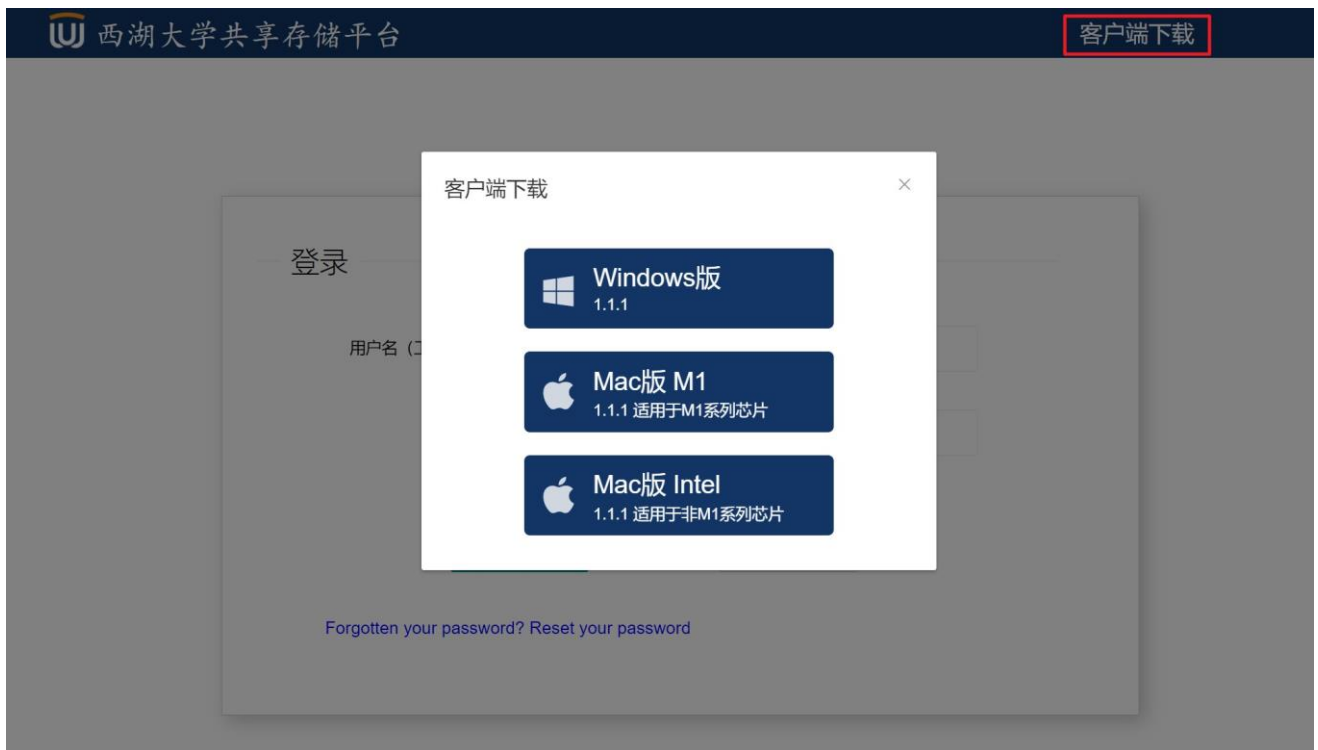 西湖大学共享存储平台
客户端下载
客户端下载
登录
Windows版
1.1.1
用户名（
Mac版 M1
1.1.1 适用于M1系列芯片
Mac版 Intel
1.1.1 适用于非M1系列芯片
Forgotten your password? Reset your password